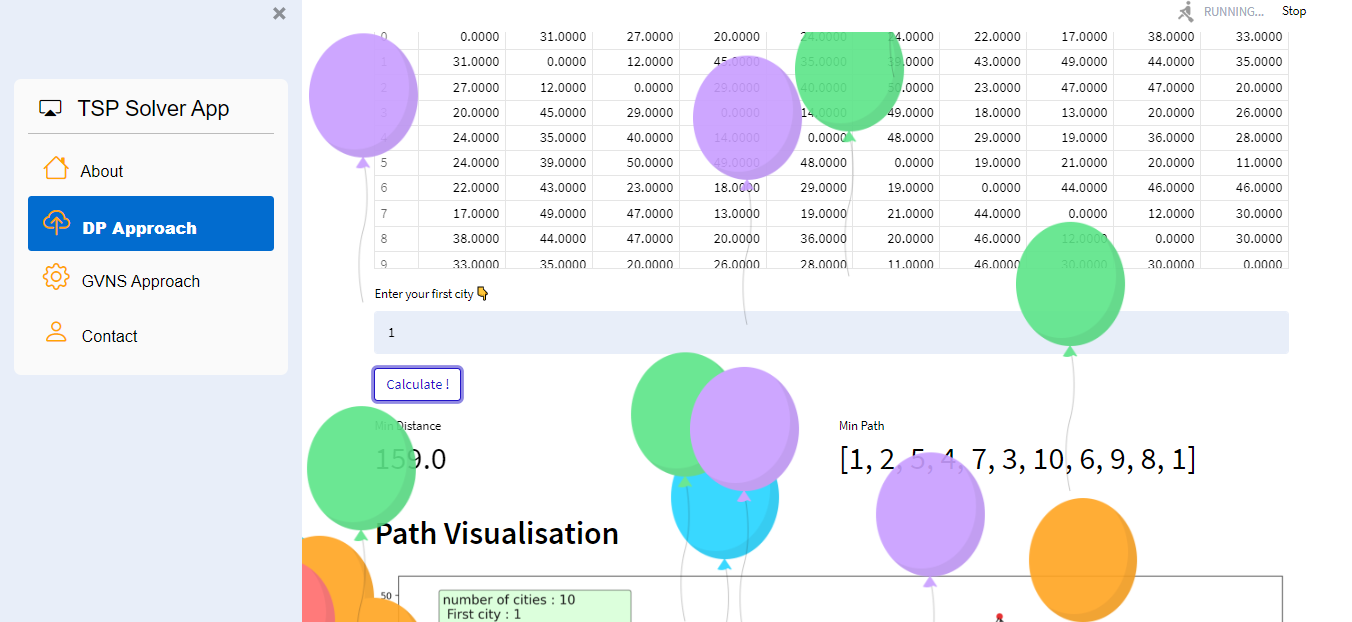 RUNNING... Stop
TSP Solver App
About
DP Approach
GVNS Approach
Contact
0 0.0000 31.0000 27.0000 20.0000 24.0000 24.0000 22.0000 17.0000 38.0000 33.0000
1 31.0000 0.0000 12.0000 45.0000 35.0000 39.0000 43.0000 49.0000 44.0000 35.0000
2 27.0000 12.0000 0.0000 29.0000 40.0000 50.0000 23.0000 47.0000 47.0000 20.0000
3 20.0000 45.0000 29.0000 0.0000 14.0000 49.0000 18.0000 13.0000 20.0000 26.0000
4 24.0000 35.0000 40.0000 14.0000 0.0000 48.0000 29.0000 19.0000 36.0000 28.0000
5 24.0000 39.0000 50.0000 49.0000 48.0000 0.0000 19.0000 21.0000 20.0000 11.0000
6 22.0000 43.0000 23.0000 18.0000 29.0000 19.0000 0.0000 44.0000 46.0000 46.0000
7 17.0000 49.0000 47.0000 13.0000 19.0000 21.0000 44.0000 0.0000 12.0000 30.0000
8 38.0000 44.0000 47.0000 20.0000 36.0000 20.0000 46.0000 12.0000 0.0000 30.0000
9 33.0000 35.0000 20.0000 26.0000 28.0000 11.0000 46.0000 30.0000 30.0000 0.0000
Enter your first city 👇
1
Calculate !
Min Distance
159.0
Min Path
[1, 2, 5, 4, 7, 3, 10, 6, 9, 8, 1]
Path Visualisation
50
number of cities : 10
First city : 1